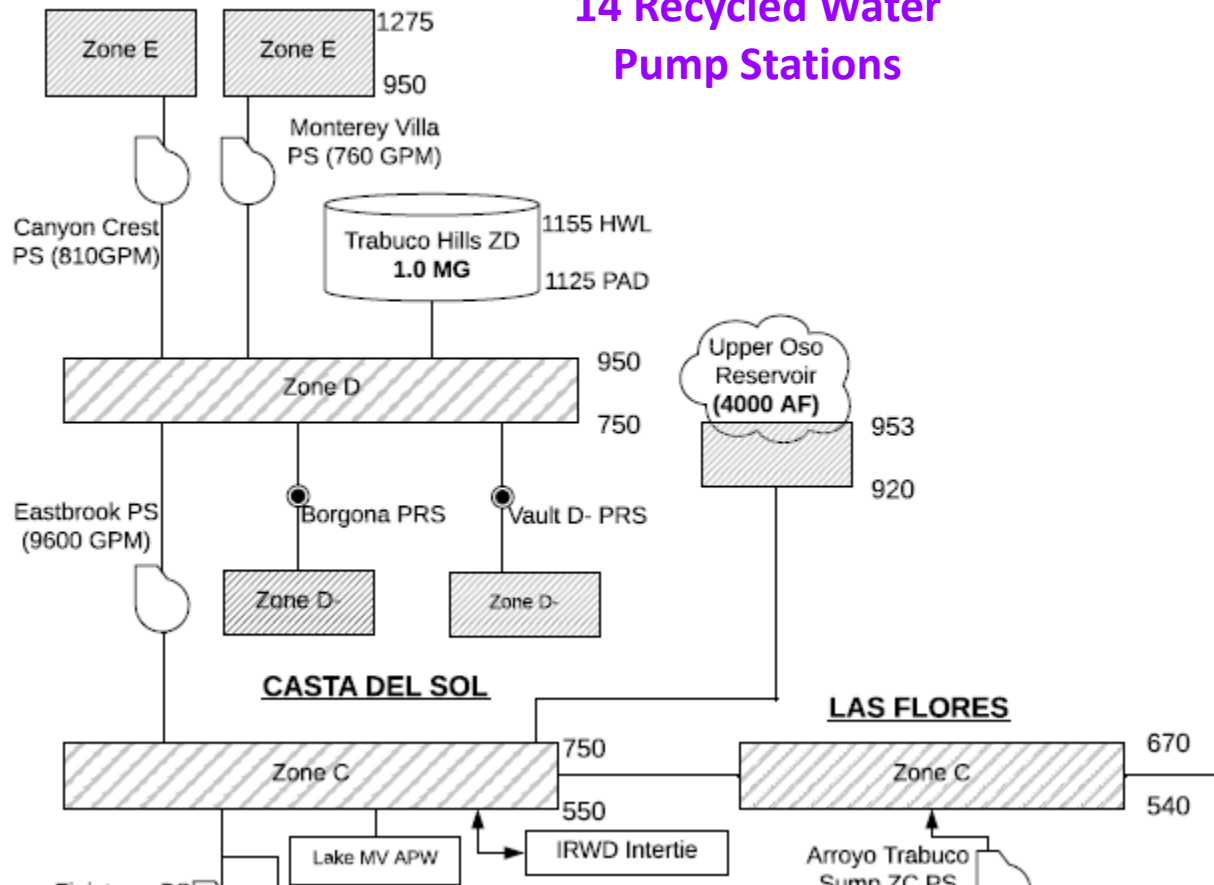 14 Recycled Water
Pump Stations
Zone E
Zone E
1275
950
Monterey Villa
PS (760 GPM)
Canyon Crest
PS (810GPM)
Trabuco Hills ZD
1.0 MG
1155 HWL
1125 PAD
Zone D
950
750
Upper Oso
Reservoir
(4000 AF)
953
920
Eastbrook PS
(9600 GPM)
Borgona PRS
Vault D- PRS
Zone D-
Zone D-
CASTA DEL SOL
LAS FLORES
Zone C
750
550
Zone C
670
540
Lake MV APW
IRWD Intertie
Arroyo Trabuco
Sump ZC PS